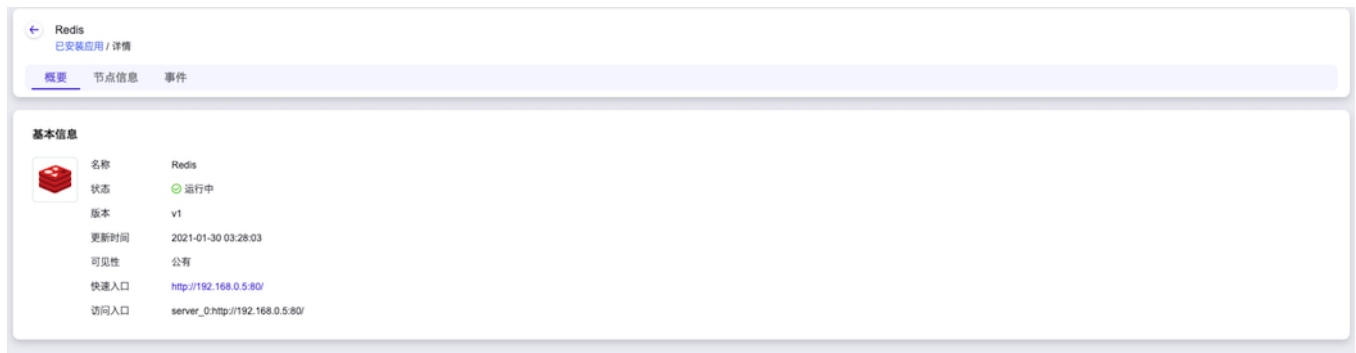 Redis
已安装应用 / 详情
概要 节点信息 事件
基本信息
名称 Redis
状态 运行中
版本 v1
更新时间 2021-01-30 03:28:03
可见性 公有
快速入口 http://192.168.0.5:80/
访问入口 server_0:http://192.168.0.5:80/